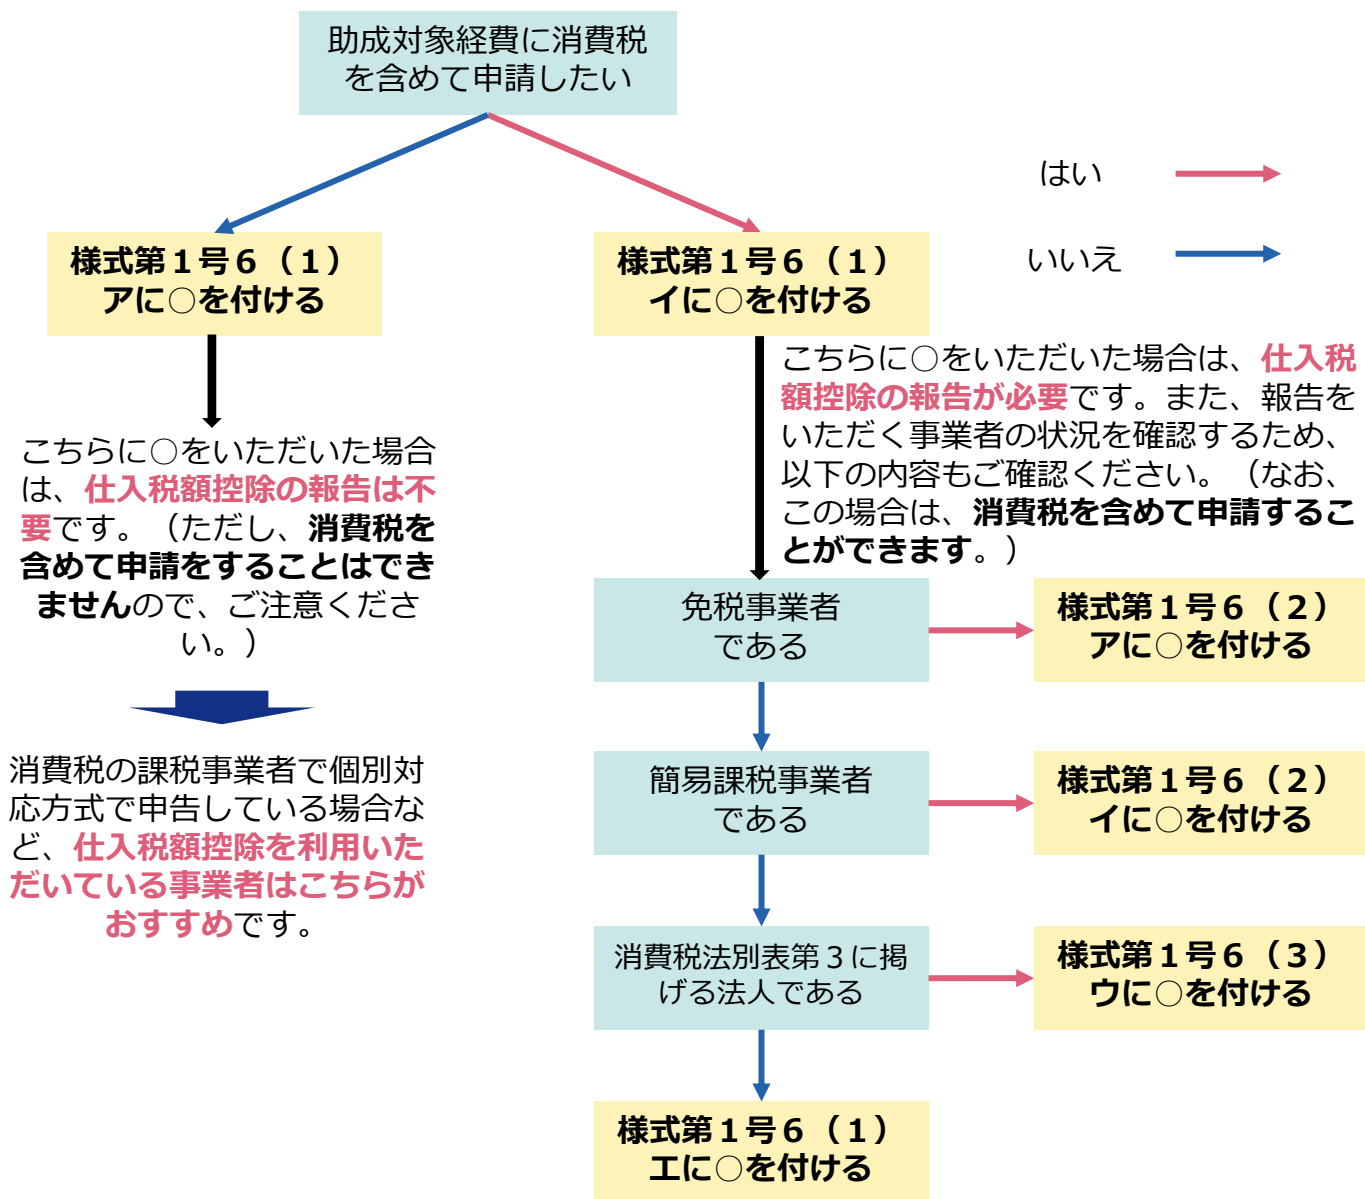 助成対象経費に消費税
を含めて申請したい
はい
いいえ
様式第１号６（１）
アに○を付ける
様式第１号６（１）
イに○を付ける
こちらに○をいただいた場合
は、仕入税額控除の報告は不
要です。（ただし、消費税を
含めて申請をすることはでき
ませんので、ご注意くださ
い。）
消費税の課税事業者で個別対
応方式で申告している場合な
ど、仕入税額控除を利用いた
だいている事業者はこちらが
おすすめです。
こちらに○をいただいた場合は、仕入税
額控除の報告が必要です。また、報告を
いただく事業者の状況を確認するため、
以下の内容もご確認ください。（なお、
この場合は、消費税を含めて申請するこ
とができます。）
免税事業者
である
様式第１号６（２）
アに○を付ける
簡易課税事業者
である
様式第１号６（２）
イに○を付ける
消費税法別表第３に掲
げる法人である
様式第１号６（３）
ウに○を付ける
様式第１号６（１）
エに○を付ける